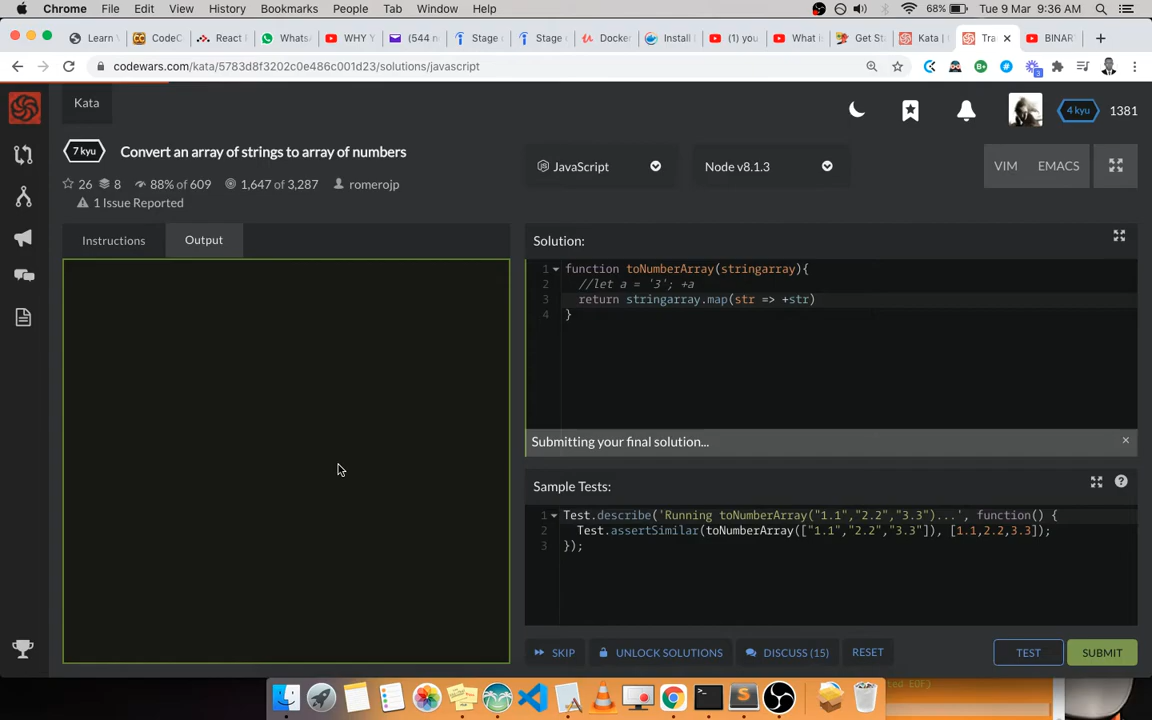 Chrome File Edit View History Bookmarks People Tab Window Help 68% Tue 9 Mar 9:36 AM
Learn CodeC React WhatsA WHY Y (544 n Stage Stage Docke Install (1) you What is Get St Kata | Tra BINAR
codewars.com/kata/5783d8f3202c0e486c001d23/solutions/javascript
Kata
4 kyu 1381
7 kyu Convert an array of strings to array of numbers
JavaScript Node v8.1.3 VIM EMACS
26 8 88% of 609 1,647 of 3,287 romerojp
1 Issue Reported
Instructions Output
Solution:
1 function toNumberArray(stringarray){
2 //let a = '3'; +a
3 return stringarray.map(str => +str)
4 }
Submitting your final solution...
Sample Tests:
1 Test.describe('Running toNumberArray("1.1","2.2","3.3")...', function() {
2 Test.assertSimilar(toNumberArray(["1.1","2.2","3.3"]), [1.1,2.2,3.3]);
3 });
SKIP UNLOCK SOLUTIONS DISCUSS (15) RESET TEST SUBMIT